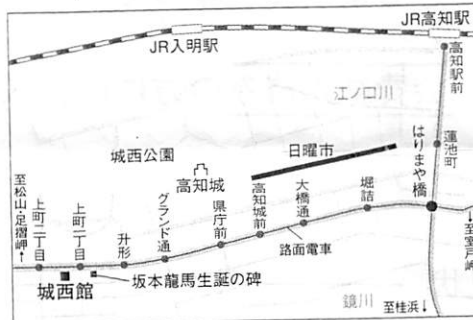 JR入明駅
JR高知駅
高知駅前
江ノ口川
蓮池町
城西公園
日曜市
はりまや橋
高知城
至松山・足摺岬
上町二丁目
上町一丁目
升形
グランド通
県庁前
高知城前
大橋通
堀詰
路面電車
至室戸岬
城西館
坂本龍馬生誕の碑
鏡川
至桂浜